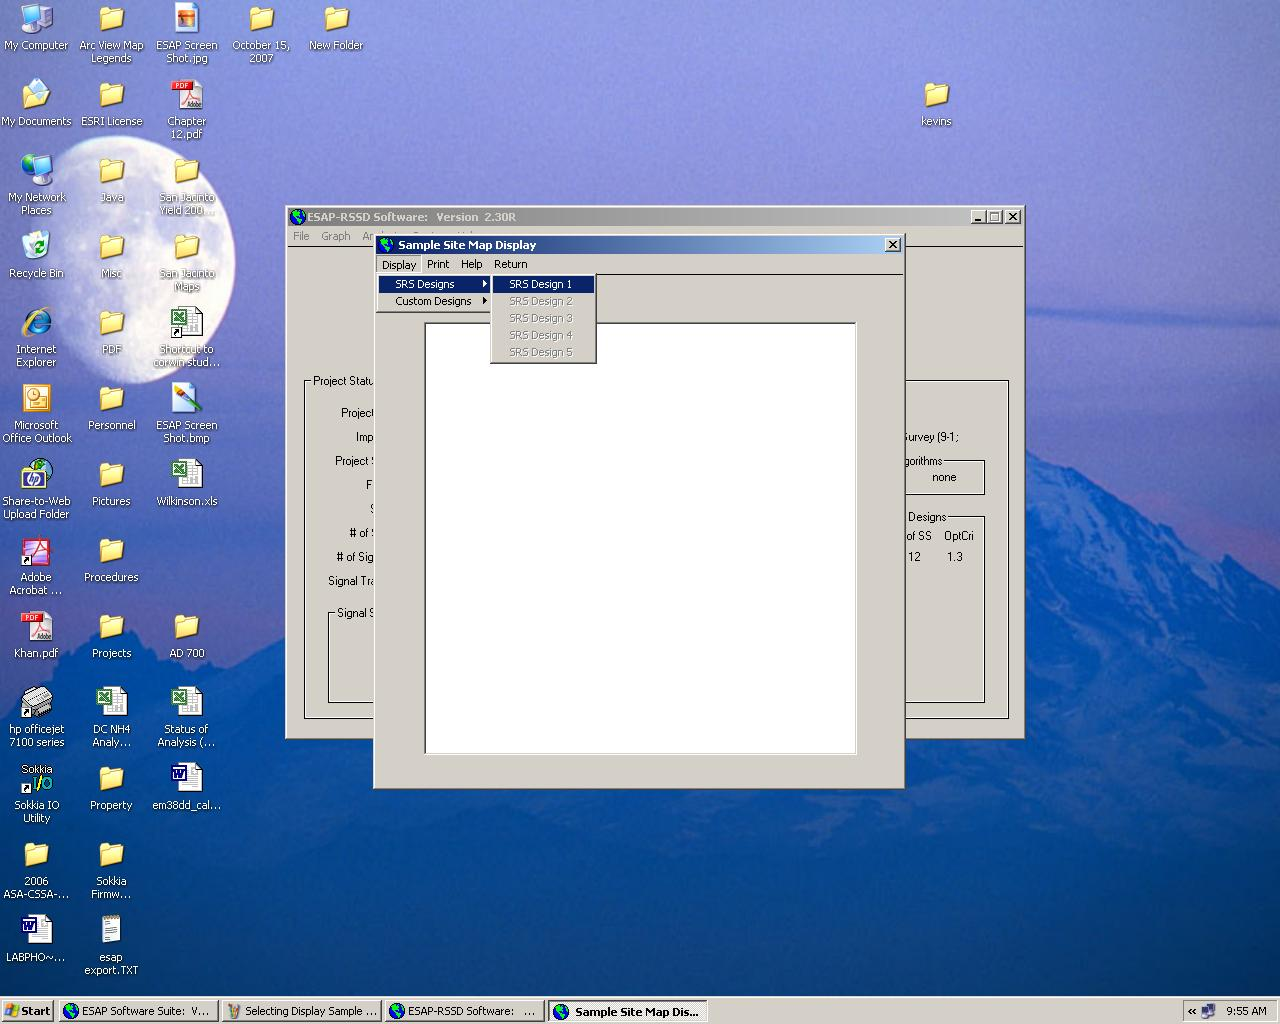 My Computer
Arc View Map Legends
ESAP Screen Shot.jpg
October 15, 2007
New Folder
My Documents
ESRI License
Chapter 12.pdf
kevins
My Network Places
Java
San Jacinto Yield 200...
Recycle Bin
Misc
San Jacinto Maps
Internet Explorer
PDF
Shortcut to corwin stud...
Microsoft Office Outlook
Personnel
ESAP Screen Shot.bmp
Share-to-Web Upload Folder
Pictures
Wilkinson.xls
Adobe Acrobat ...
Procedures
Khan.pdf
Projects
AD 700
hp officejet 7100 series
DC NH4 Analy...
Status of Analysis (...
Sokkia I/O
Sokkia IO Utility
Property
em38dd_cal...
2006 ASA-CSSA-...
Sokkia Firmw...
LABPHO~...
esap export.TXT
ESAP-RSSD Software: Version 2.30R
File Graph
Sample Site Map Display
Display Print Help Return
SRS Designs
Custom Designs
SRS Design 1
SRS Design 2
SRS Design 3
SRS Design 4
SRS Design 5
Project Statu
Project
Imp
Project S
F
S
# of S
# of Sig
Signal Tra
Signal S
Survey (9-1;
gorithms
none
Designs
of SS OptCri
12 1.3
Start
ESAP Software Suite: V...
Selecting Display Sample ...
ESAP-RSSD Software: ...
Sample Site Map Dis...
« 9:55 AM